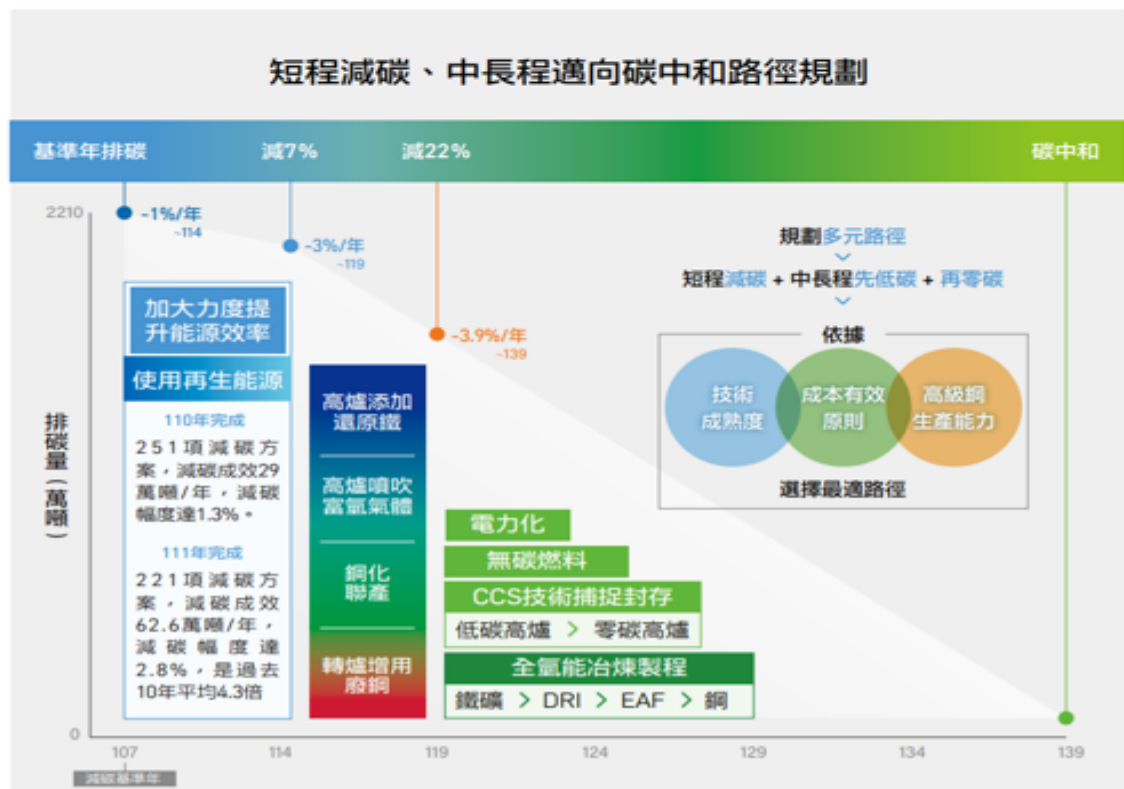 短程減碳、中長程邁向碳中和路徑規劃
基準年排碳
減7%
減22%
碳中和
2210
-1%/年
~114
-3%/年
~119
-3.9%/年
~139
規劃多元路徑
短程減碳 + 中長程先低碳 + 再零碳
依據
技術
成熟度
成本有效
原則
高級鋼
生產能力
選擇最適路徑
加大力度提
升能源效率
使用再生能源
110年完成
251項減碳方
案，減碳成效29
萬噸/年，減碳
幅度達1.3%。
111年完成
221項減碳方
案，減碳成效
62.6萬噸/年，
減碳幅度達
2.8%，是過去
10年平均4.3倍
高爐添加
還原鐵
高爐噴吹
富氫氣體
鋼化
聯產
轉爐增用
廢鋼
電力化
無碳燃料
CCS技術捕捉封存
低碳高爐 > 零碳高爐
全氫能冶煉製程
鐵礦 > DRI > EAF > 鋼
排碳量(萬噸)
0
107
114
119
124
129
134
139
減碳基準年